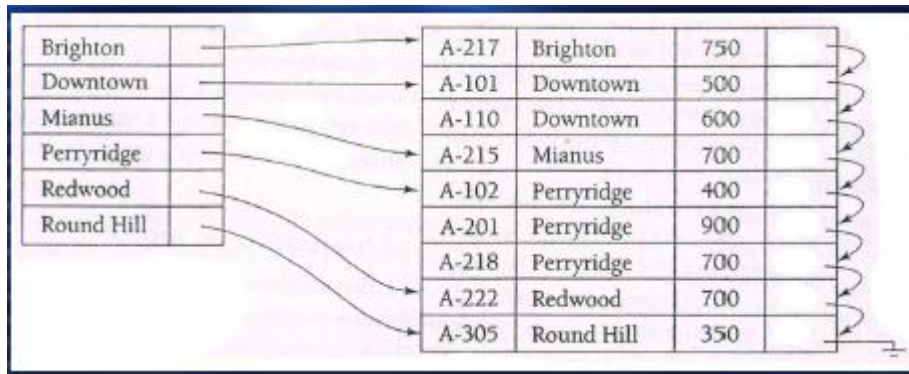 Brighton
Downtown
Mianus
Perryridge
Redwood
Round Hill
A-217 Brighton 750
A-101 Downtown 500
A-110 Downtown 600
A-215 Mianus 700
A-102 Perryridge 400
A-201 Perryridge 900
A-218 Perryridge 700
A-222 Redwood 700
A-305 Round Hill 350